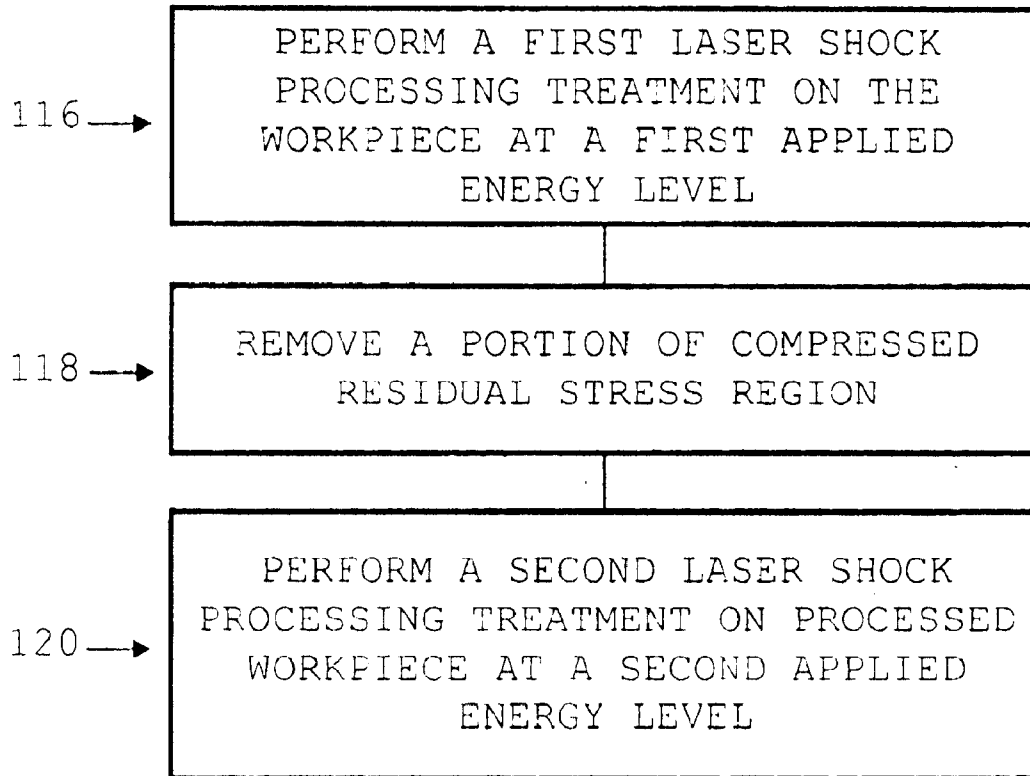 PERFORM A FIRST LASER SHOCK
PROCESSING TREATMENT ON THE
116
WORKPIECE AT A FIRST APPLIED
ENERGY LEVEL
REMOVE A PORTION OF COMPRESSED
118
RESIDUAL STRESS REGION
PERFORM A SECOND LASER SHOCK
PROCESSING TREATMENT ON PROCESSED
120
WORKPIECE AT A SECOND APPLIED
ENERGY LEVEL